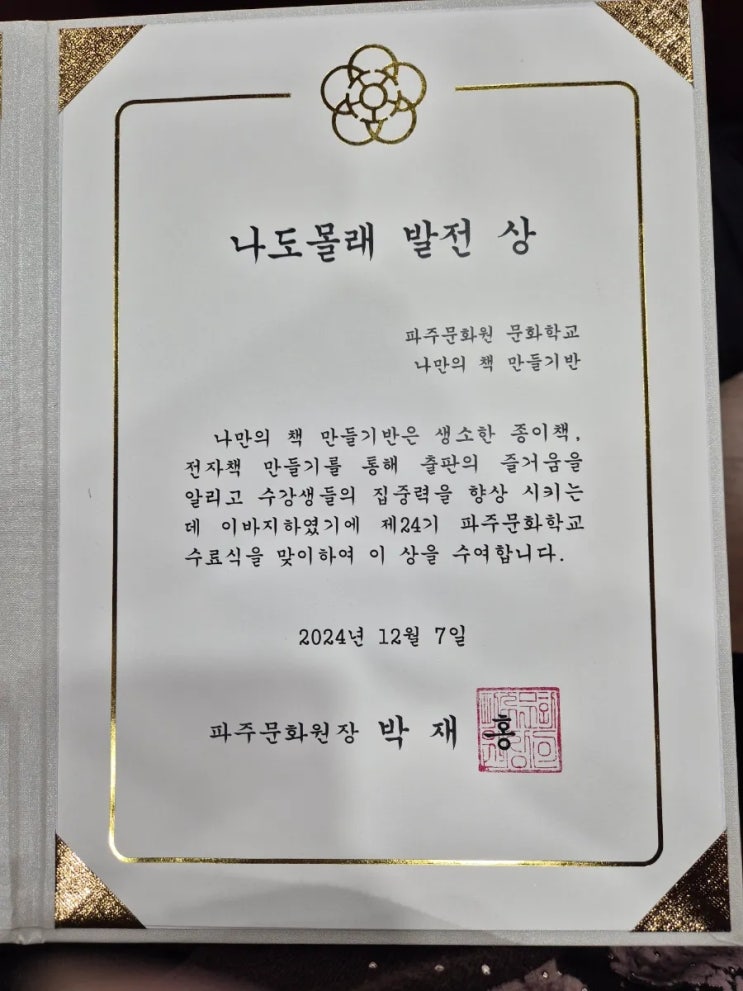 나도몰래 발전 상
파주문화원 문화학교
나만의 책 만들기반
나만의 책 만들기반은 생소한 종이책,
전자책 만들기를 통해 출판의 즐거움을
알리고 수강생들의 집중력을 향상 시키는
데 이바지하였기에 제24기 파주문화학교
수료식을 맞이하여 이 상을 수여합니다.
2024년 12월 7일
파주문화원장 박 재 홍